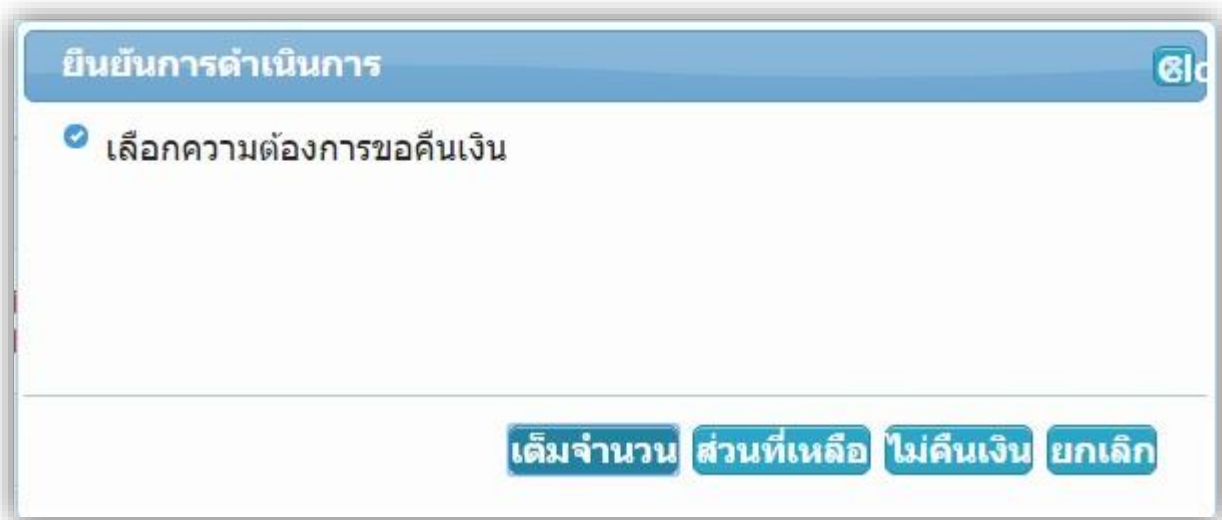 ยืนยันการดำเนินการ
เลือกความต้องการขอคืนเงิน
เต็มจำนวน ส่วนที่เหลือ ไม่คืนเงิน ยกเลิก